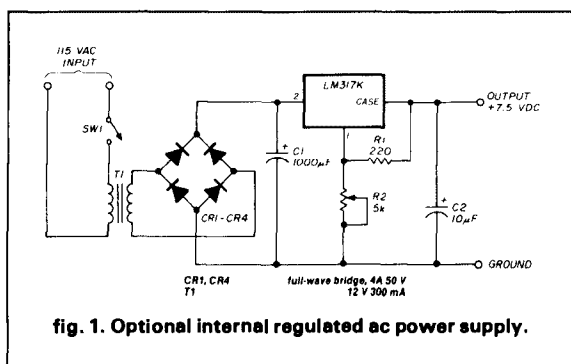 115 VAC
INPUT
SW1
T1
CR1-CR4
+
C1
1000µF
2
LM317K
CASE
1
R1
220
R2
5k
+
C2
10µF
OUTPUT
+7.5 VDC
GROUND
CR1, CR4 full-wave bridge, 4A 50 V
T1 12 V 300 mA
fig. 1. Optional internal regulated ac power supply.